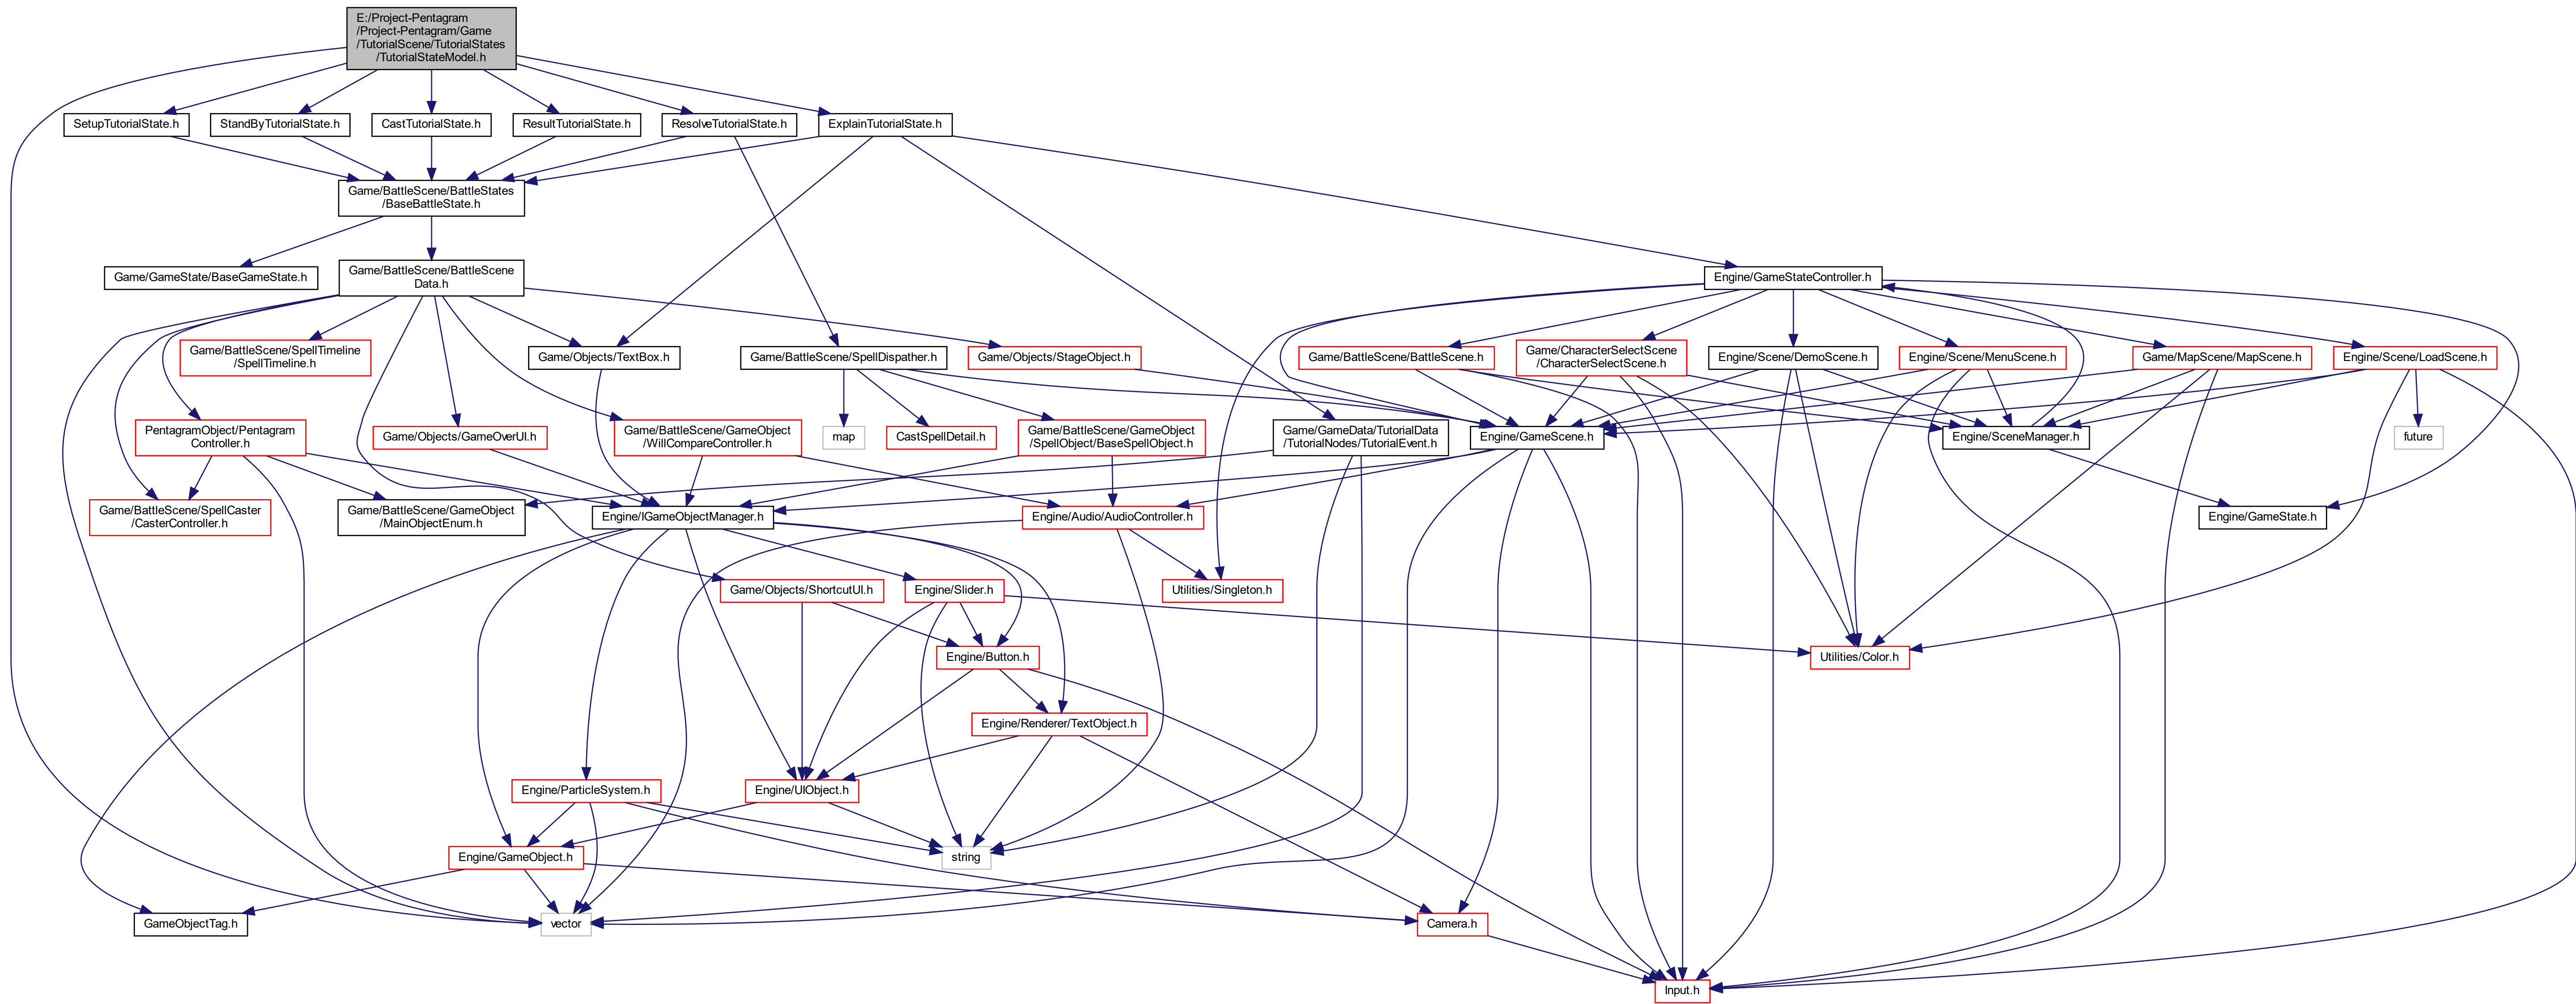 E:/Project-Pentagram
/Project-Pentagram/Game
/TutorialScene/TutorialStates
/TutorialStateModel.h
SetupTutorialState.h
StandByTutorialState.h
CastTutorialState.h
ResultTutorialState.h
ResolveTutorialState.h
ExplainTutorialState.h
Game/BattleScene/BattleStates
/BaseBattleState.h
Game/GameState/BaseGameState.h
Game/BattleScene/BattleScene
Data.h
Engine/GameStateController.h
Game/BattleScene/SpellTimeline
/SpellTimeline.h
Game/Objects/TextBox.h
Game/BattleScene/SpellDispather.h
Game/Objects/StageObject.h
Game/BattleScene/BattleScene.h
Game/CharacterSelectScene
/CharacterSelectScene.h
Engine/Scene/DemoScene.h
Engine/Scene/MenuScene.h
Game/MapScene/MapScene.h
Engine/Scene/LoadScene.h
PentagramObject/Pentagram
Controller.h
Game/Objects/GameOverUI.h
Game/BattleScene/GameObject
/WillCompareController.h
map
CastSpellDetail.h
Game/BattleScene/GameObject
/SpellObject/BaseSpellObject.h
Game/GameData/TutorialData
/TutorialNodes/TutorialEvent.h
Engine/GameScene.h
Engine/SceneManager.h
future
Game/BattleScene/SpellCaster
/CasterController.h
Game/BattleScene/GameObject
/MainObjectEnum.h
Engine/IGameObjectManager.h
Engine/Audio/AudioController.h
Engine/GameState.h
Game/Objects/ShortcutUI.h
Engine/Slider.h
Utilities/Singleton.h
Engine/Button.h
Utilities/Color.h
Engine/Renderer/TextObject.h
Engine/ParticleSystem.h
Engine/UIObject.h
Engine/GameObject.h
string
GameObjectTag.h
vector
Camera.h
Input.h